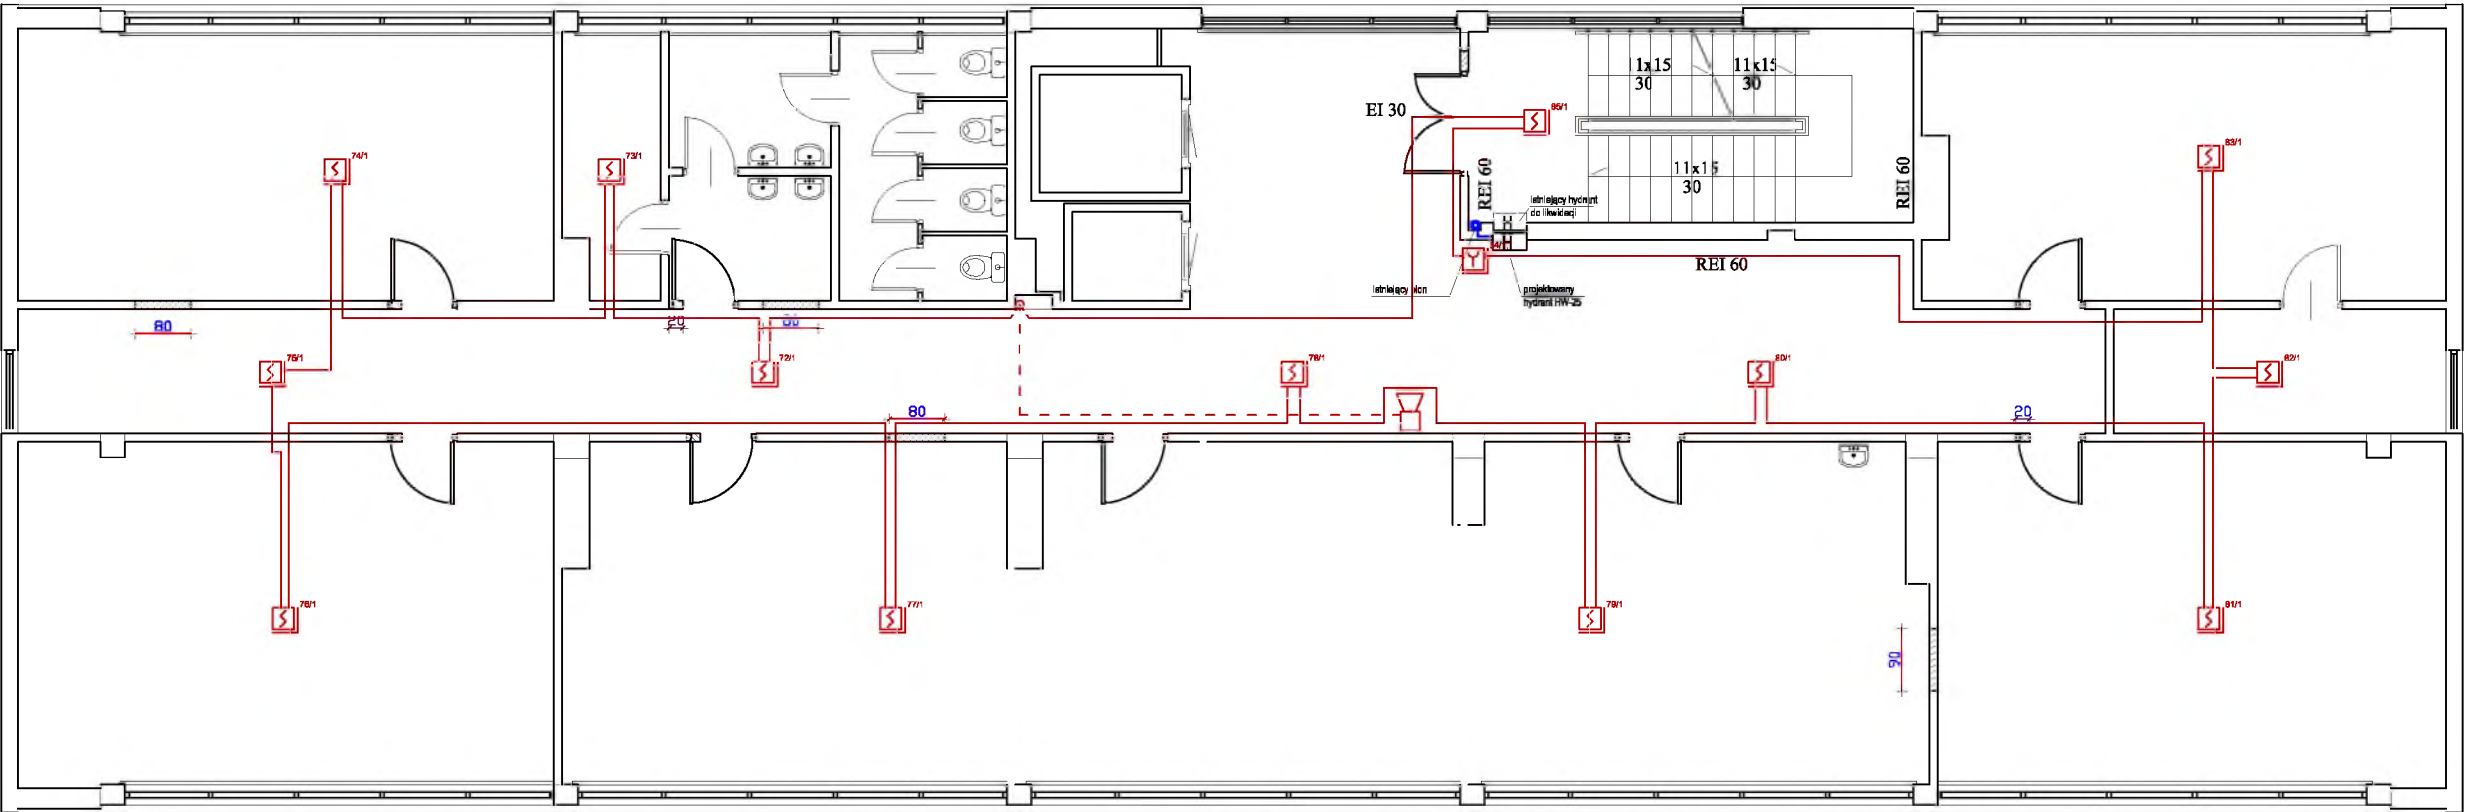 11x15
30
11x15
30
EI 30
85/1
74/1
73/1
83/1
11x15
30
REI 60
REI 60
istniejący hydrant
do likwidacji
REI 60
istniejący pion
projektowany
hydrant HW-25
80
20
80
75/1
72/1
78/1
80/1
82/1
80
20
76/1
77/1
79/1
81/1
90